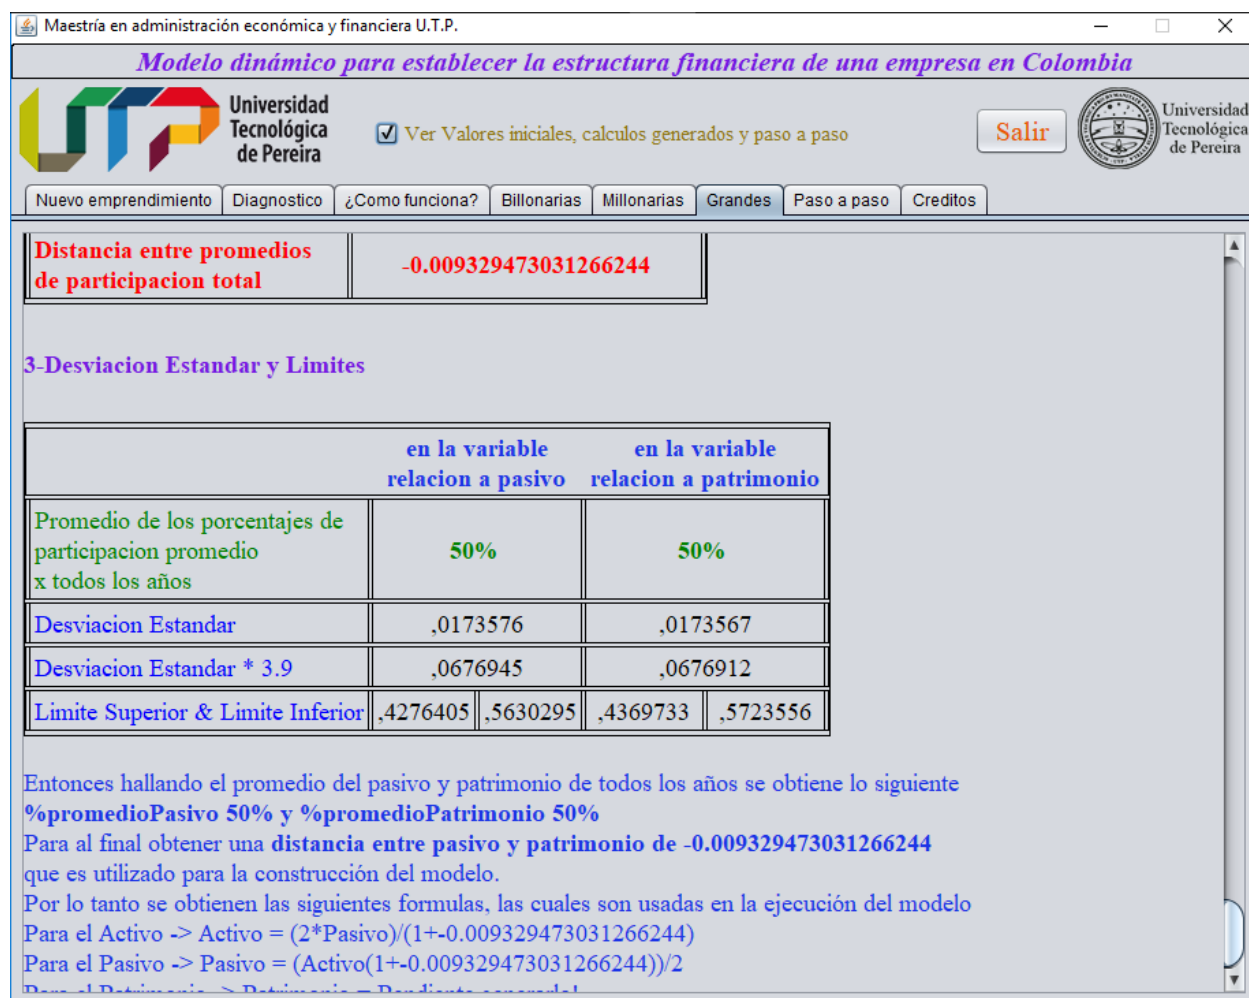 Maestría en administración económica y financiera U.T.P.
Modelo dinámico para establecer la estructura financiera de una empresa en Colombia
UTP
Universidad
Tecnológica
de Pereira
Ver Valores iniciales, calculos generados y paso a paso
Salir
Universidad
Tecnológica
de Pereira
Nuevo emprendimiento Diagnostico ¿Como funciona? Billonarias Millonarias Grandes Paso a paso Creditos
Distancia entre promedios
de participacion total
-0.009329473031266244
3-Desviacion Estandar y Limites
en la variable
relacion a pasivo
en la variable
relacion a patrimonio
Promedio de los porcentajes de
participacion promedio
x todos los años
50% 50%
Desviacion Estandar ,0173576 ,0173567
Desviacion Estandar * 3.9 ,0676945 ,0676912
Limite Superior & Limite Inferior ,4276405 ,5630295 ,4369733 ,5723556
Entonces hallando el promedio del pasivo y patrimonio de todos los años se obtiene lo siguiente
%promedioPasivo 50% y %promedioPatrimonio 50%
Para al final obtener una distancia entre pasivo y patrimonio de -0.009329473031266244
que es utilizado para la construcción del modelo.
Por lo tanto se obtienen las siguientes formulas, las cuales son usadas en la ejecución del modelo
Para el Activo -> Activo = (2*Pasivo)/(1+-0.009329473031266244)
Para el Pasivo -> Pasivo = (Activo(1+-0.009329473031266244))/2
Para el Patrimonio -> Patrimonio = Pendiente